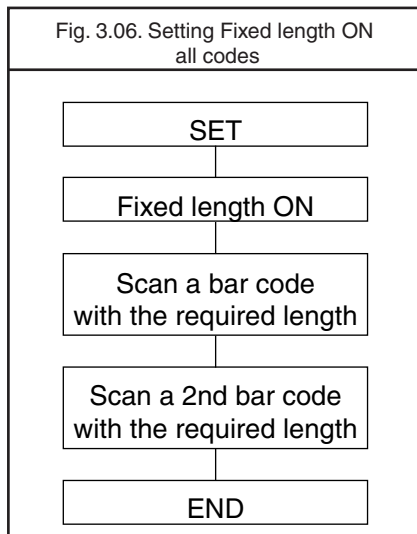 Fig. 3.06. Setting Fixed length ON
all codes
SET
Fixed length ON
Scan a bar code
with the required length
Scan a 2nd bar code
with the required length
END